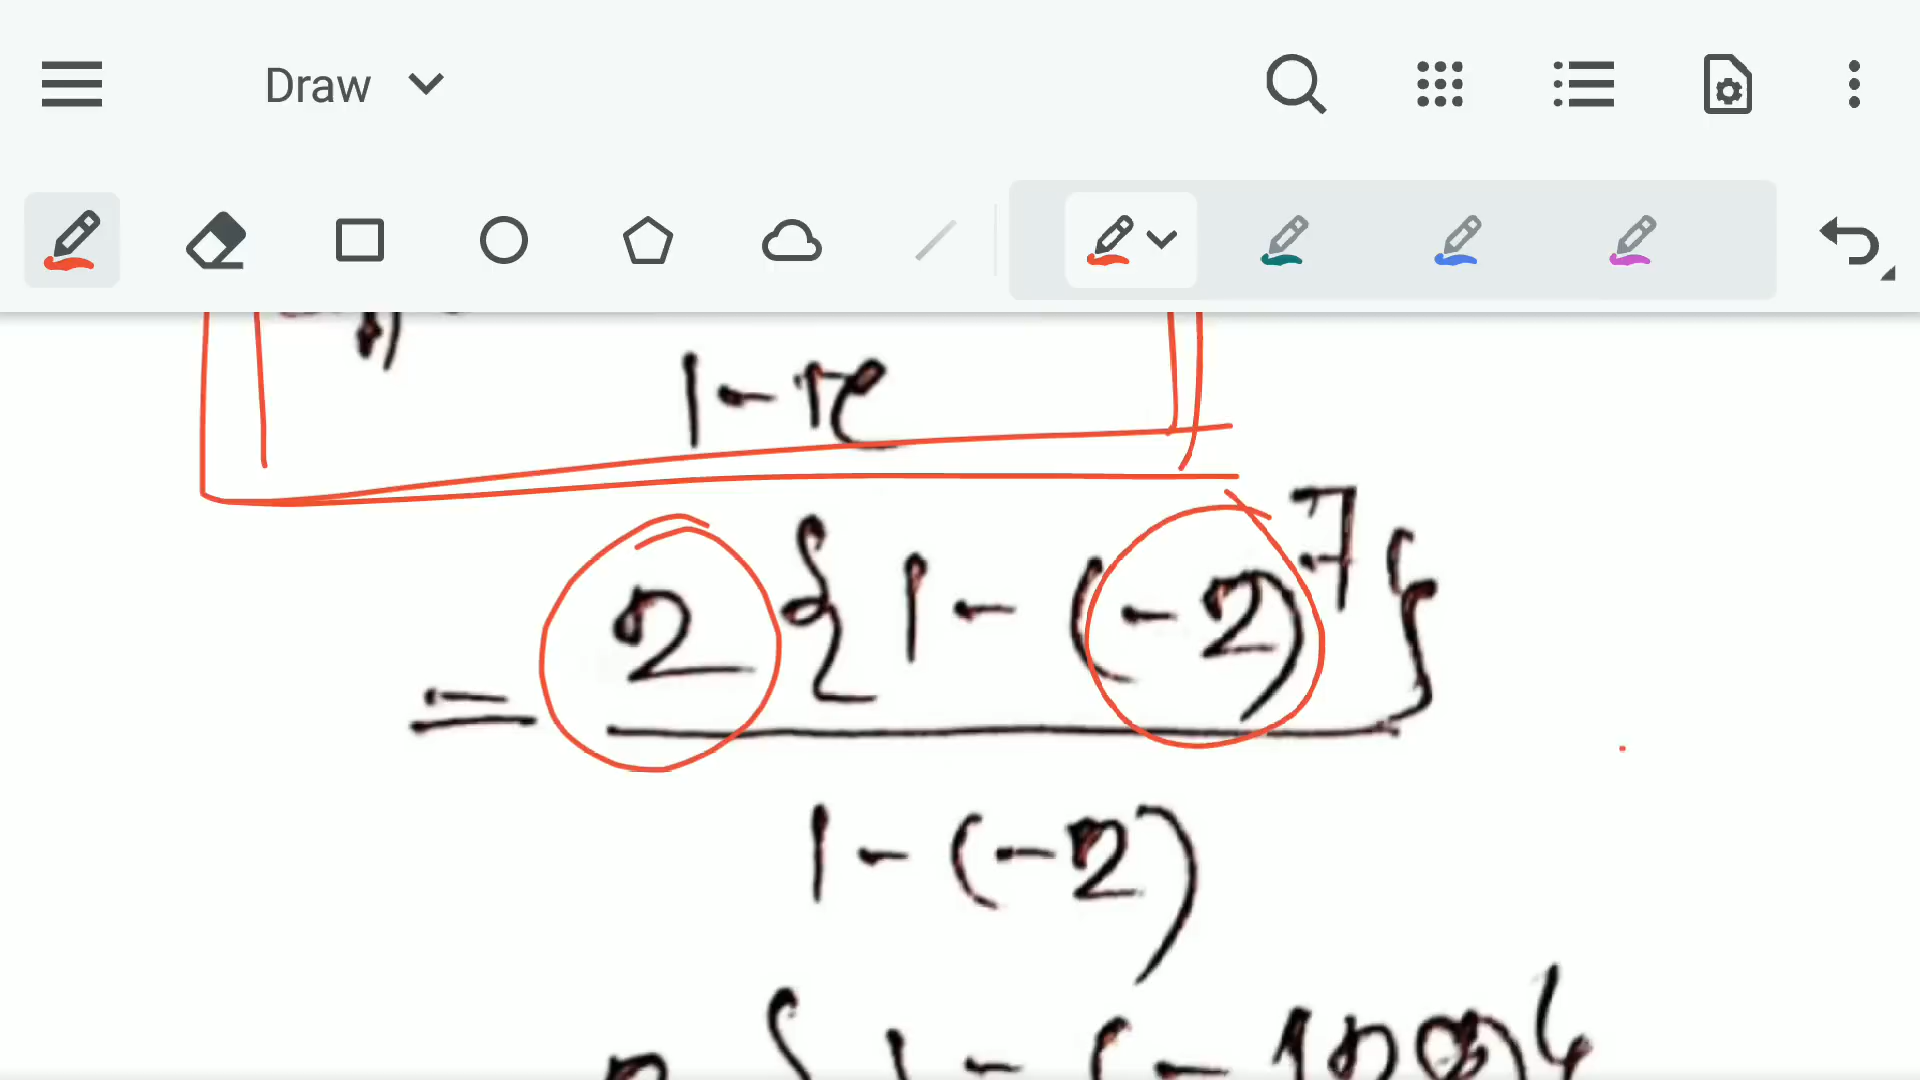 Draw
1-r
= 2{1-(-2)^7}
1-(-2)